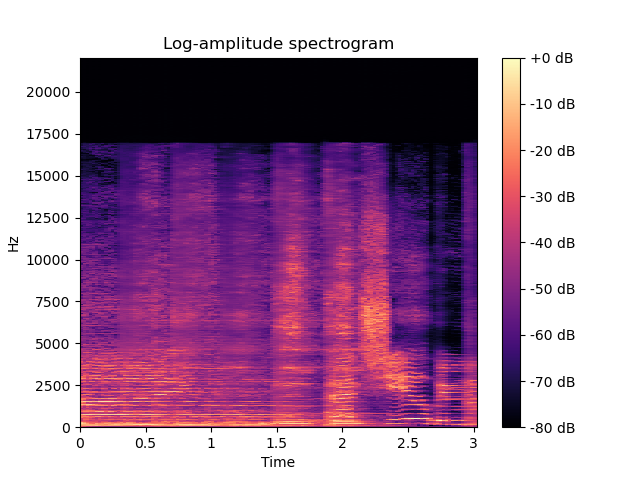 Log-amplitude spectrogram
20000
17500
15000
12500
10000
7500
5000
2500
0
Hz
0 0.5 1 1.5 2 2.5 3
Time
+0 dB
-10 dB
-20 dB
-30 dB
-40 dB
-50 dB
-60 dB
-70 dB
-80 dB